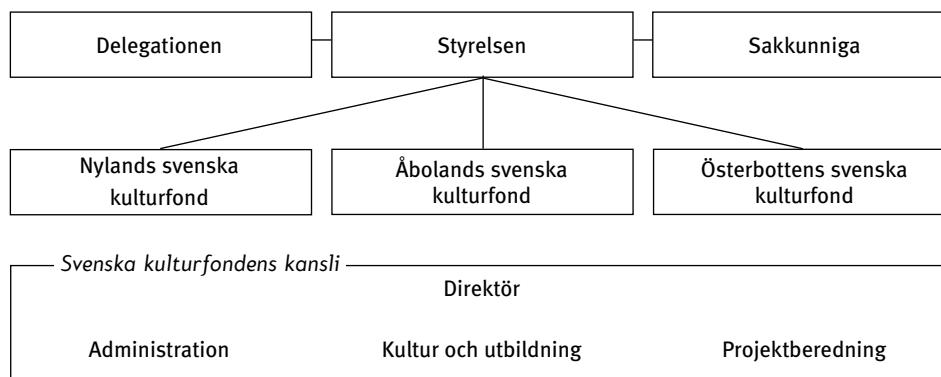 Delegationen
Styrelsen
Sakkunniga
Nylands svenska
kulturfond
Åbolands svenska
kulturfond
Österbottens svenska
kulturfond
Svenska kulturfondens kansli
Direktör
Administration
Kultur och utbildning
Projektberedning